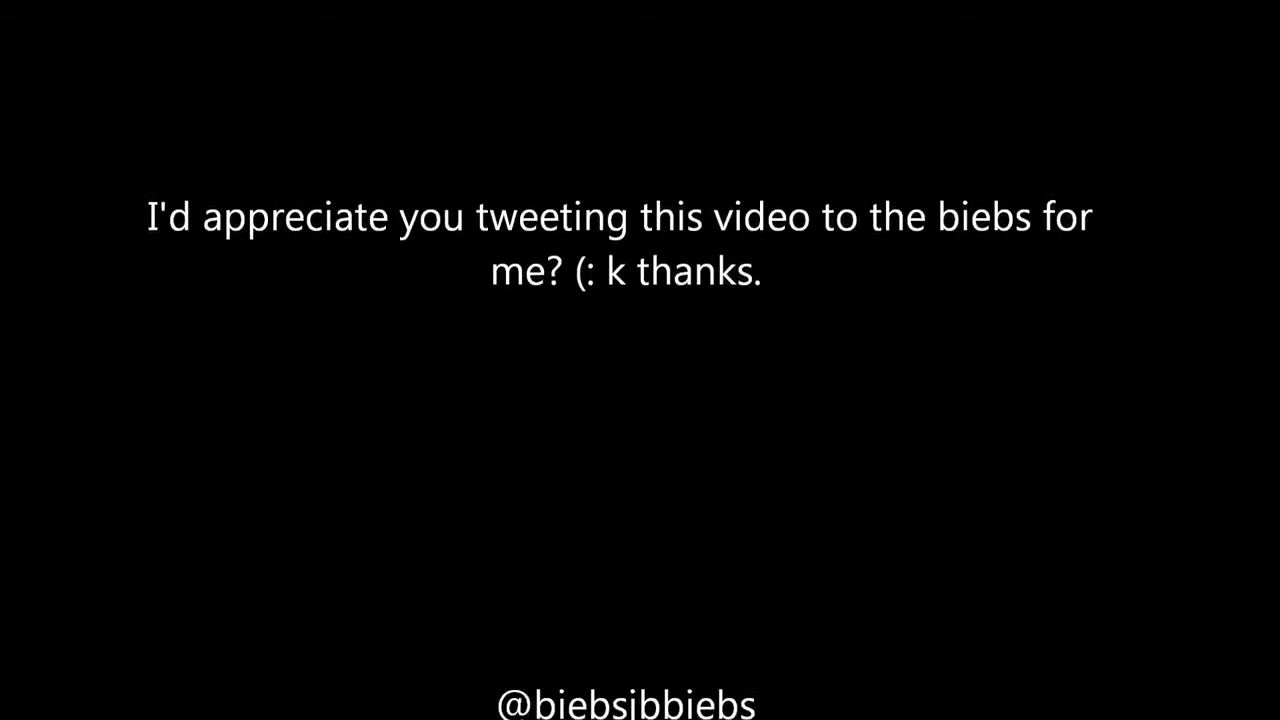 I'd appreciate you tweeting this video to the biebs for
me? (: k thanks.
@biebsjbbiebs